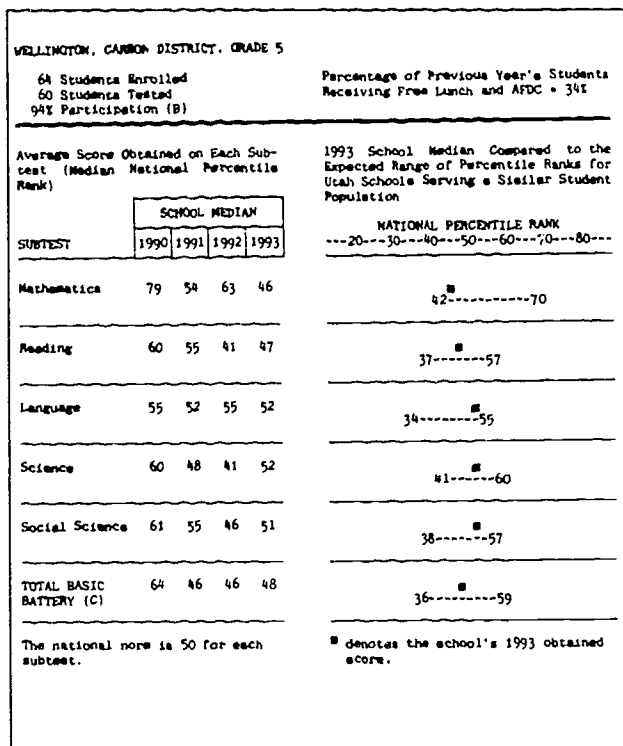 WELLINGTON, CARBON DISTRICT, GRADE 5
64 Students Enrolled
60 Students Tested
94% Participation (B)
Percentage of Previous Year's Students
Receiving Free Lunch and AFDC = 34%
Average Score Obtained on Each Sub-
test (Median National Percentile
Rank)
1993 School Median Compared to the
Expected Range of Percentile Ranks for
Utah Schools Serving a Similar Student
Population
SCHOOL MEDIAN
SUBTEST 1990 1991 1992 1993
NATIONAL PERCENTILE RANK
---20---30---40---50---60---70---80---
Mathematics 79 54 63 46
42-----------70
Reading 60 55 41 47
37-------57
Language 55 52 55 52
34--------55
Science 60 48 41 52
41------60
Social Science 61 55 46 51
38-------57
TOTAL BASIC 64 46 46 48
BATTERY (C)
36---------59
The national norm is 50 for each
subtest.
■ denotes the school's 1993 obtained
score.